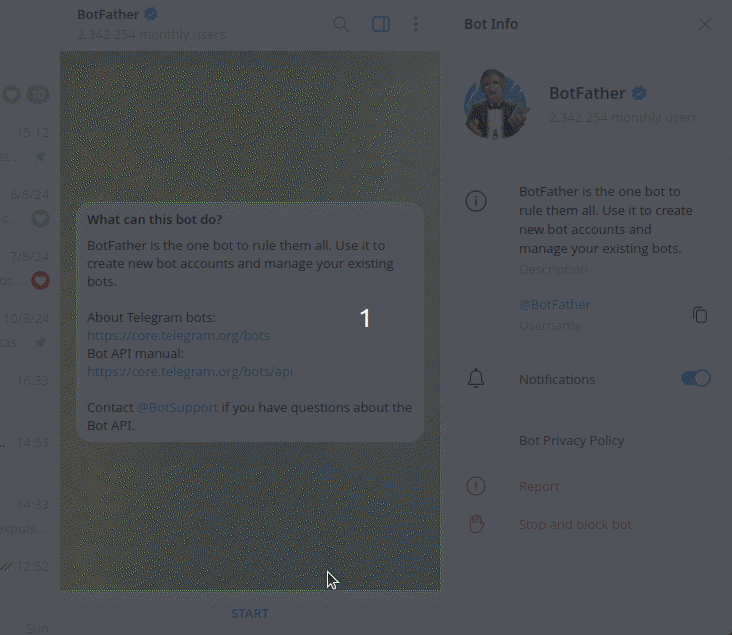 BotFather
2.342.254 monthly users
Bot Info
10
15:12
as...
6/8/24
c...
7/8/24
os...
10/3/24
las
16:33
14:53
14:33
expuls...
12:52
Sun
What can this bot do?
BotFather is the one bot to rule them all. Use it to
create new bot accounts and manage your existing
bots.
About Telegram bots:
https://core.telegram.org/bots
Bot API manual:
https://core.telegram.org/bots/api
Contact @BotSupport if you have questions about the
Bot API.
1
START
BotFather
2.342.254 monthly users
BotFather is the one bot to
rule them all. Use it to create
new bot accounts and
manage your existing bots.
Description
@BotFather
Username
Notifications
Bot Privacy Policy
Report
Stop and block bot